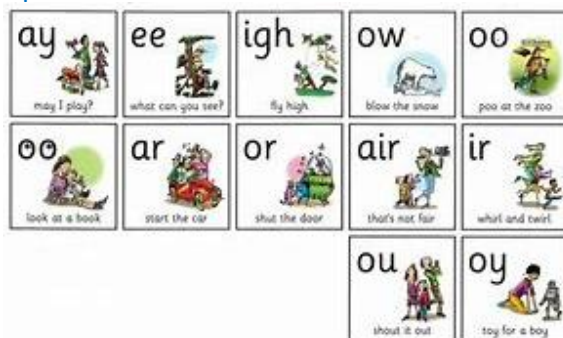 ay
may I play?
ee
what can you see?
igh
fly high
ow
blow the snow
oo
poo at the zoo
oo
look at a book
ar
start the car
or
shut the door
air
that's not fair
ir
whirl and twirl
ou
shout it out
oy
toy for a boy